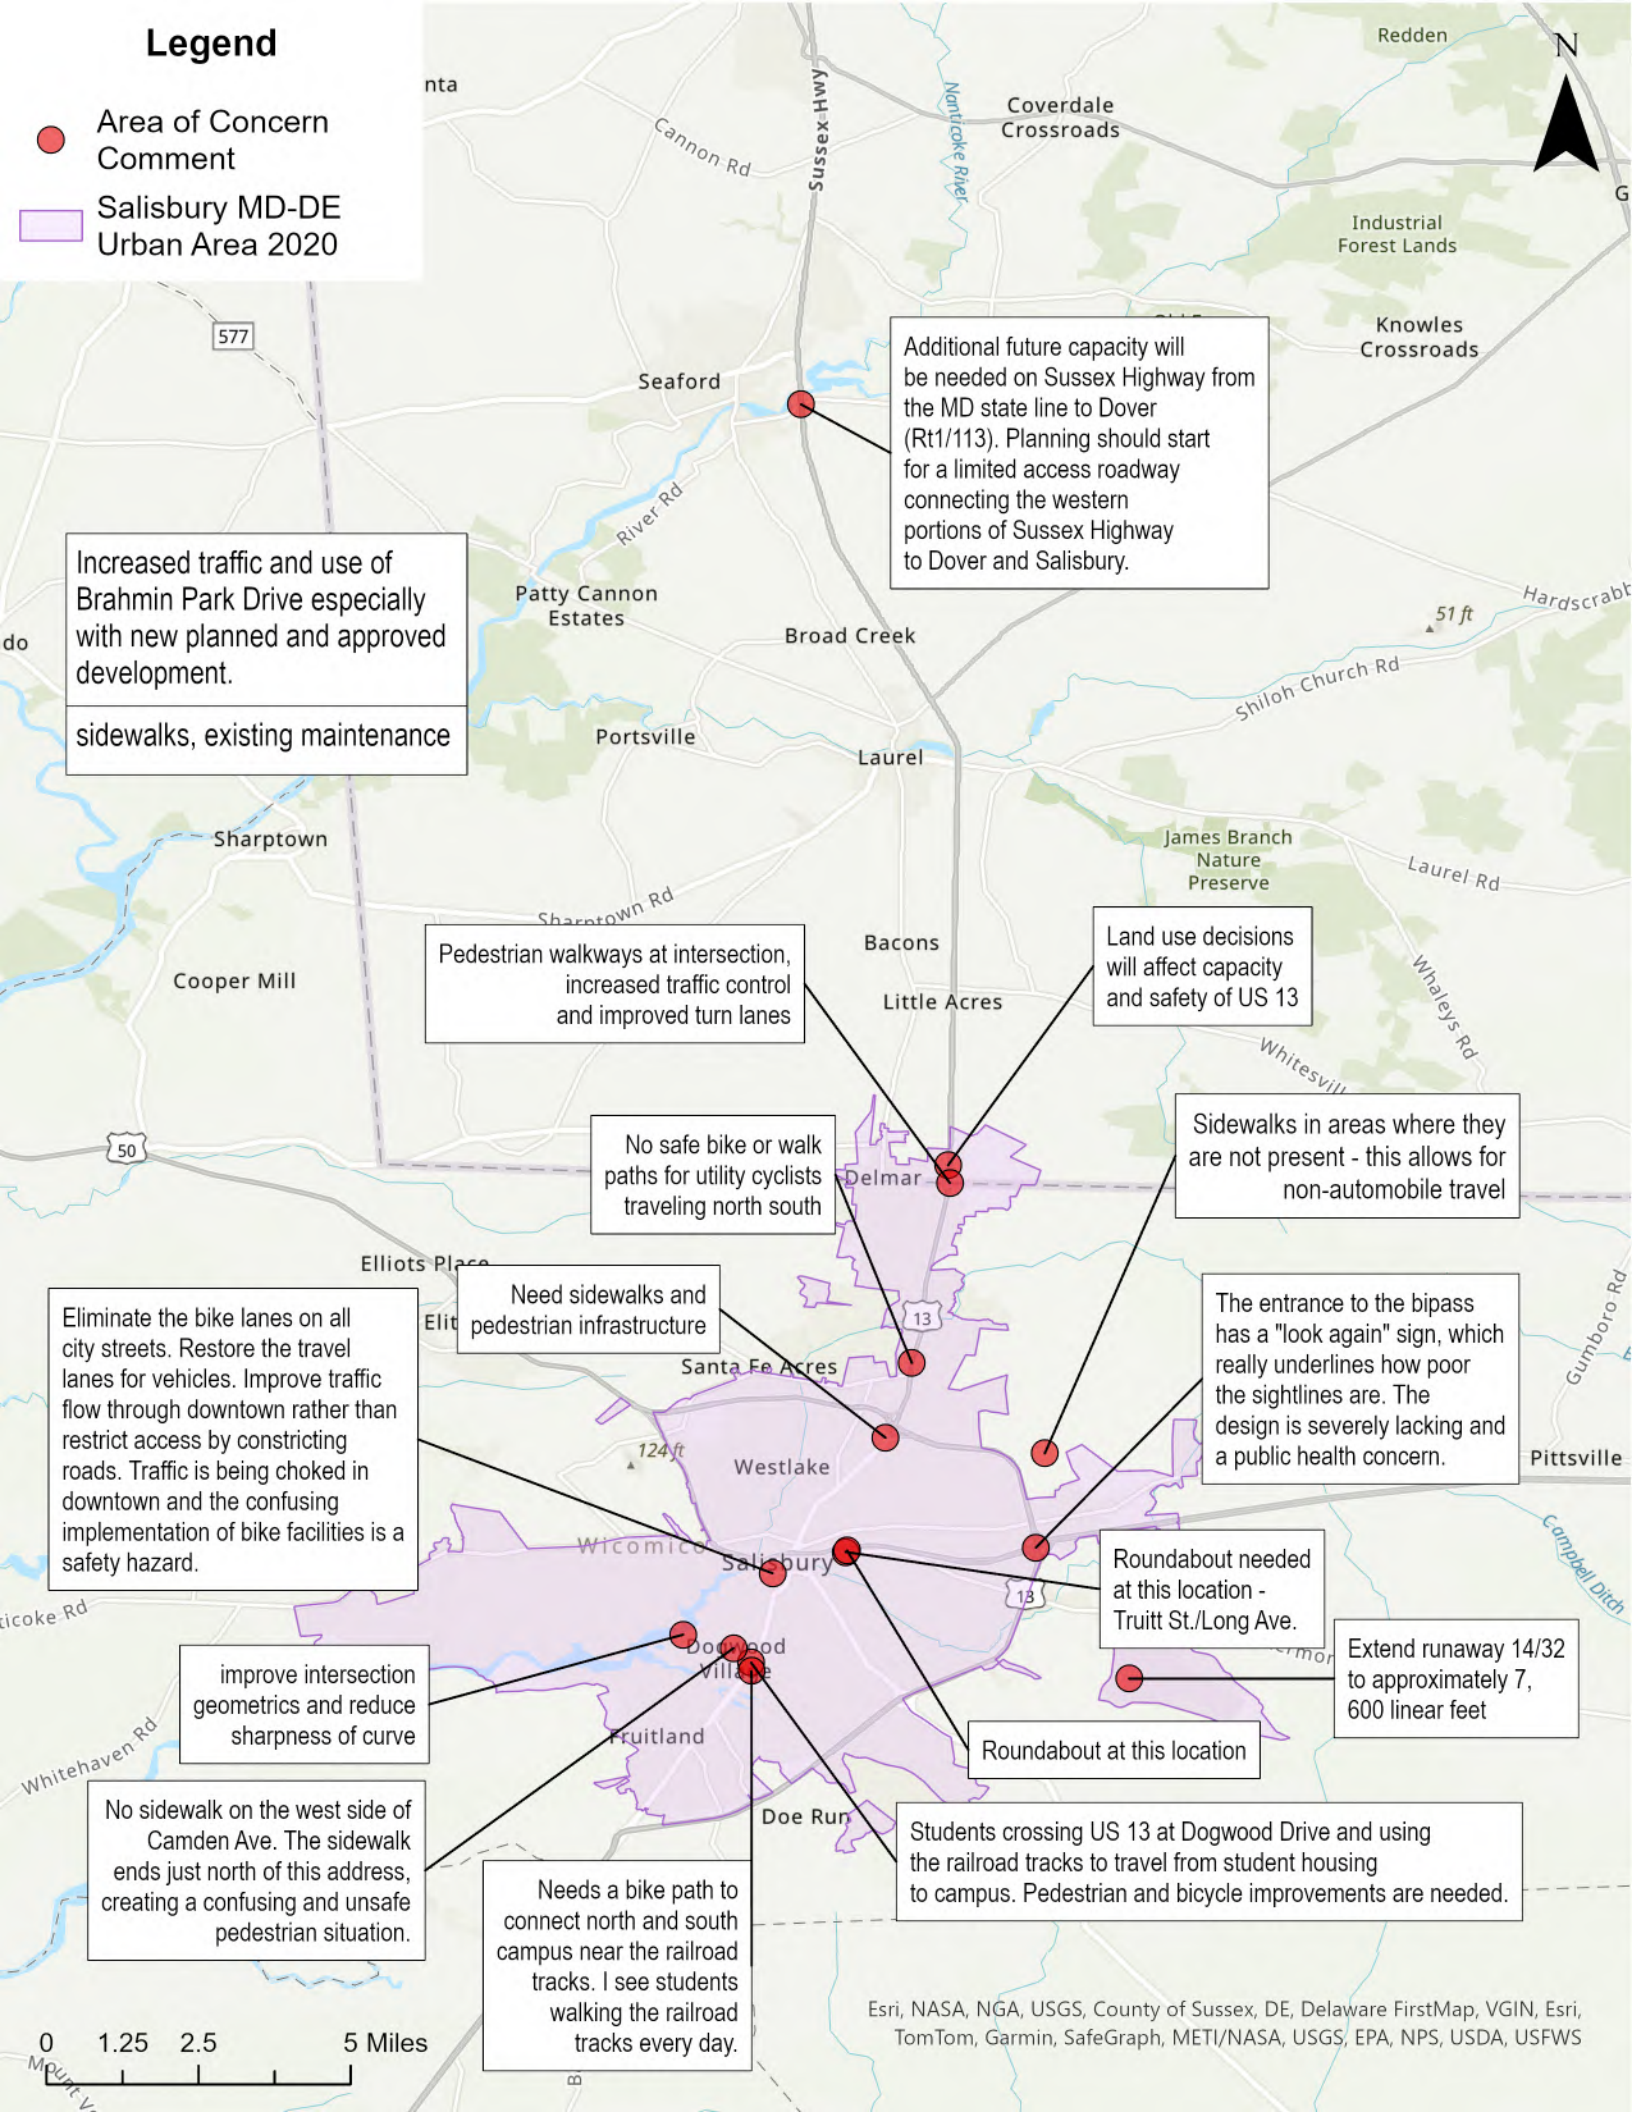 Legend
Area of Concern
Comment
Salisbury MD-DE
Urban Area 2020
N
nta
Redden
Sussex Hwy
Nanticoke River
Cannon Rd
Coverdale
Crossroads
G
Industrial
Forest Lands
577
Knowles
Crossroads
Seaford
Additional future capacity will
be needed on Sussex Highway from
the MD state line to Dover
(Rt1/113). Planning should start
for a limited access roadway
connecting the western
portions of Sussex Highway
to Dover and Salisbury.
River Rd
Increased traffic and use of
Brahmin Park Drive especially
with new planned and approved
development.
sidewalks, existing maintenance
Patty Cannon
Estates
Broad Creek
Hardscrabb
51 ft
do
Shiloh Church Rd
Portsville
Laurel
Sharptown
James Branch
Nature
Preserve
Laurel Rd
Sharptown Rd
Pedestrian walkways at intersection,
increased traffic control
and improved turn lanes
Bacons
Land use decisions
will affect capacity
and safety of US 13
Cooper Mill
Little Acres
Whaleys Rd
Whitesvill
50
No safe bike or walk
paths for utility cyclists
traveling north south
Delmar
Sidewalks in areas where they
are not present - this allows for
non-automobile travel
Elliots Place
Need sidewalks and
pedestrian infrastructure
Elit
13
The entrance to the bipass
has a "look again" sign, which
really underlines how poor
the sightlines are. The
design is severely lacking and
a public health concern.
Gumboro Rd
Eliminate the bike lanes on all
city streets. Restore the travel
lanes for vehicles. Improve traffic
flow through downtown rather than
restrict access by constricting
roads. Traffic is being choked in
downtown and the confusing
implementation of bike facilities is a
safety hazard.
Santa Fe Acres
124 ft
Westlake
Pittsville
Wicomico
Salisbury
Campbell Ditch
Roundabout needed
at this location -
Truitt St./Long Ave.
13
ticoke Rd
Dogwood
Village
ermor
Extend runaway 14/32
to approximately 7,
600 linear feet
improve intersection
geometrics and reduce
sharpness of curve
Fruitland
Roundabout at this location
Whitehaven Rd
No sidewalk on the west side of
Camden Ave. The sidewalk
ends just north of this address,
creating a confusing and unsafe
pedestrian situation.
Doe Run
Students crossing US 13 at Dogwood Drive and using
the railroad tracks to travel from student housing
to campus. Pedestrian and bicycle improvements are needed.
Needs a bike path to
connect north and south
campus near the railroad
tracks. I see students
walking the railroad
tracks every day.
Esri, NASA, NGA, USGS, County of Sussex, DE, Delaware FirstMap, VGIN, Esri,
TomTom, Garmin, SafeGraph, METI/NASA, USGS, EPA, NPS, USDA, USFWS
0 1.25 2.5 5 Miles
Mount Ve
B